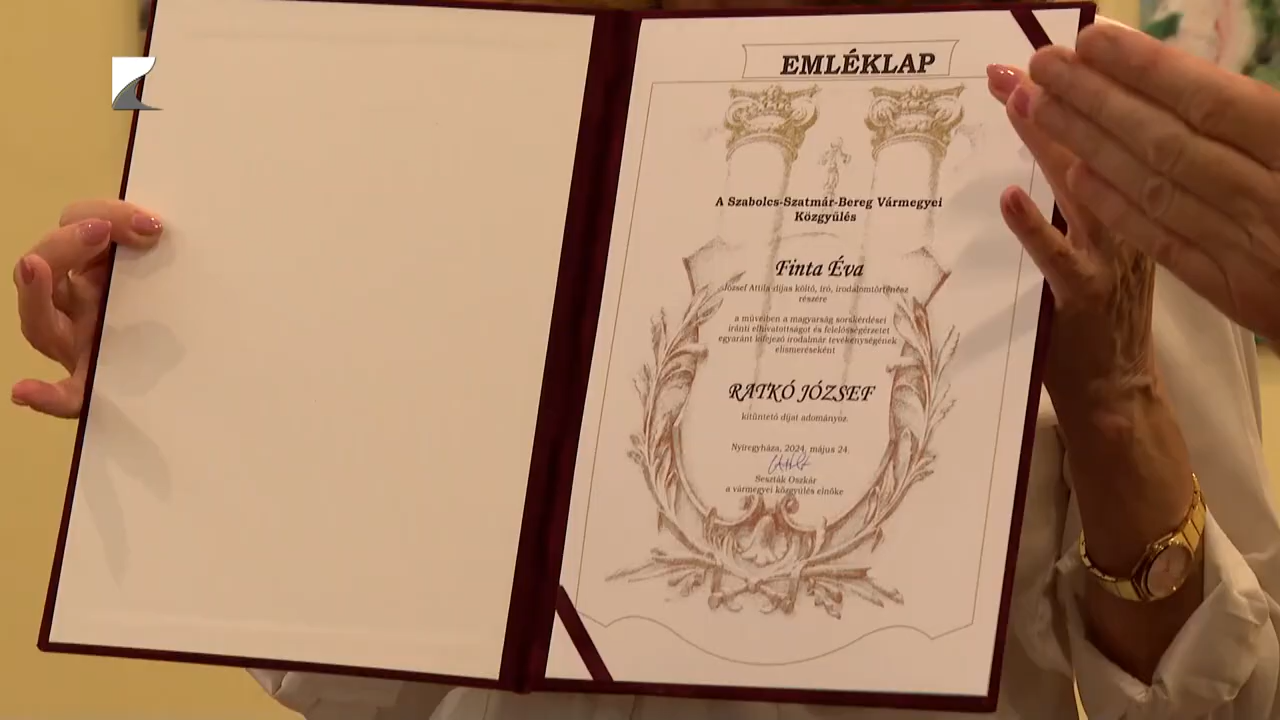 EMLÉKLAP
A Szabolcs-Szatmár-Bereg Vármegyei
Közgyűlés
Finta Éva
József Attila díjas költő, író, irodalomtörténész
részére
a műveiben a magyarság sorskérdései
iránti elhivatottságot és felelősségérzetet
egyaránt kifejező irodalmár tevékenységének
elismeréseként
RATKÓ JÓZSEF
kitüntető díjat adományoz.
Nyíregyháza, 2024. május 24.
Seszták Oszkár
a vármegyei közgyűlés elnöke